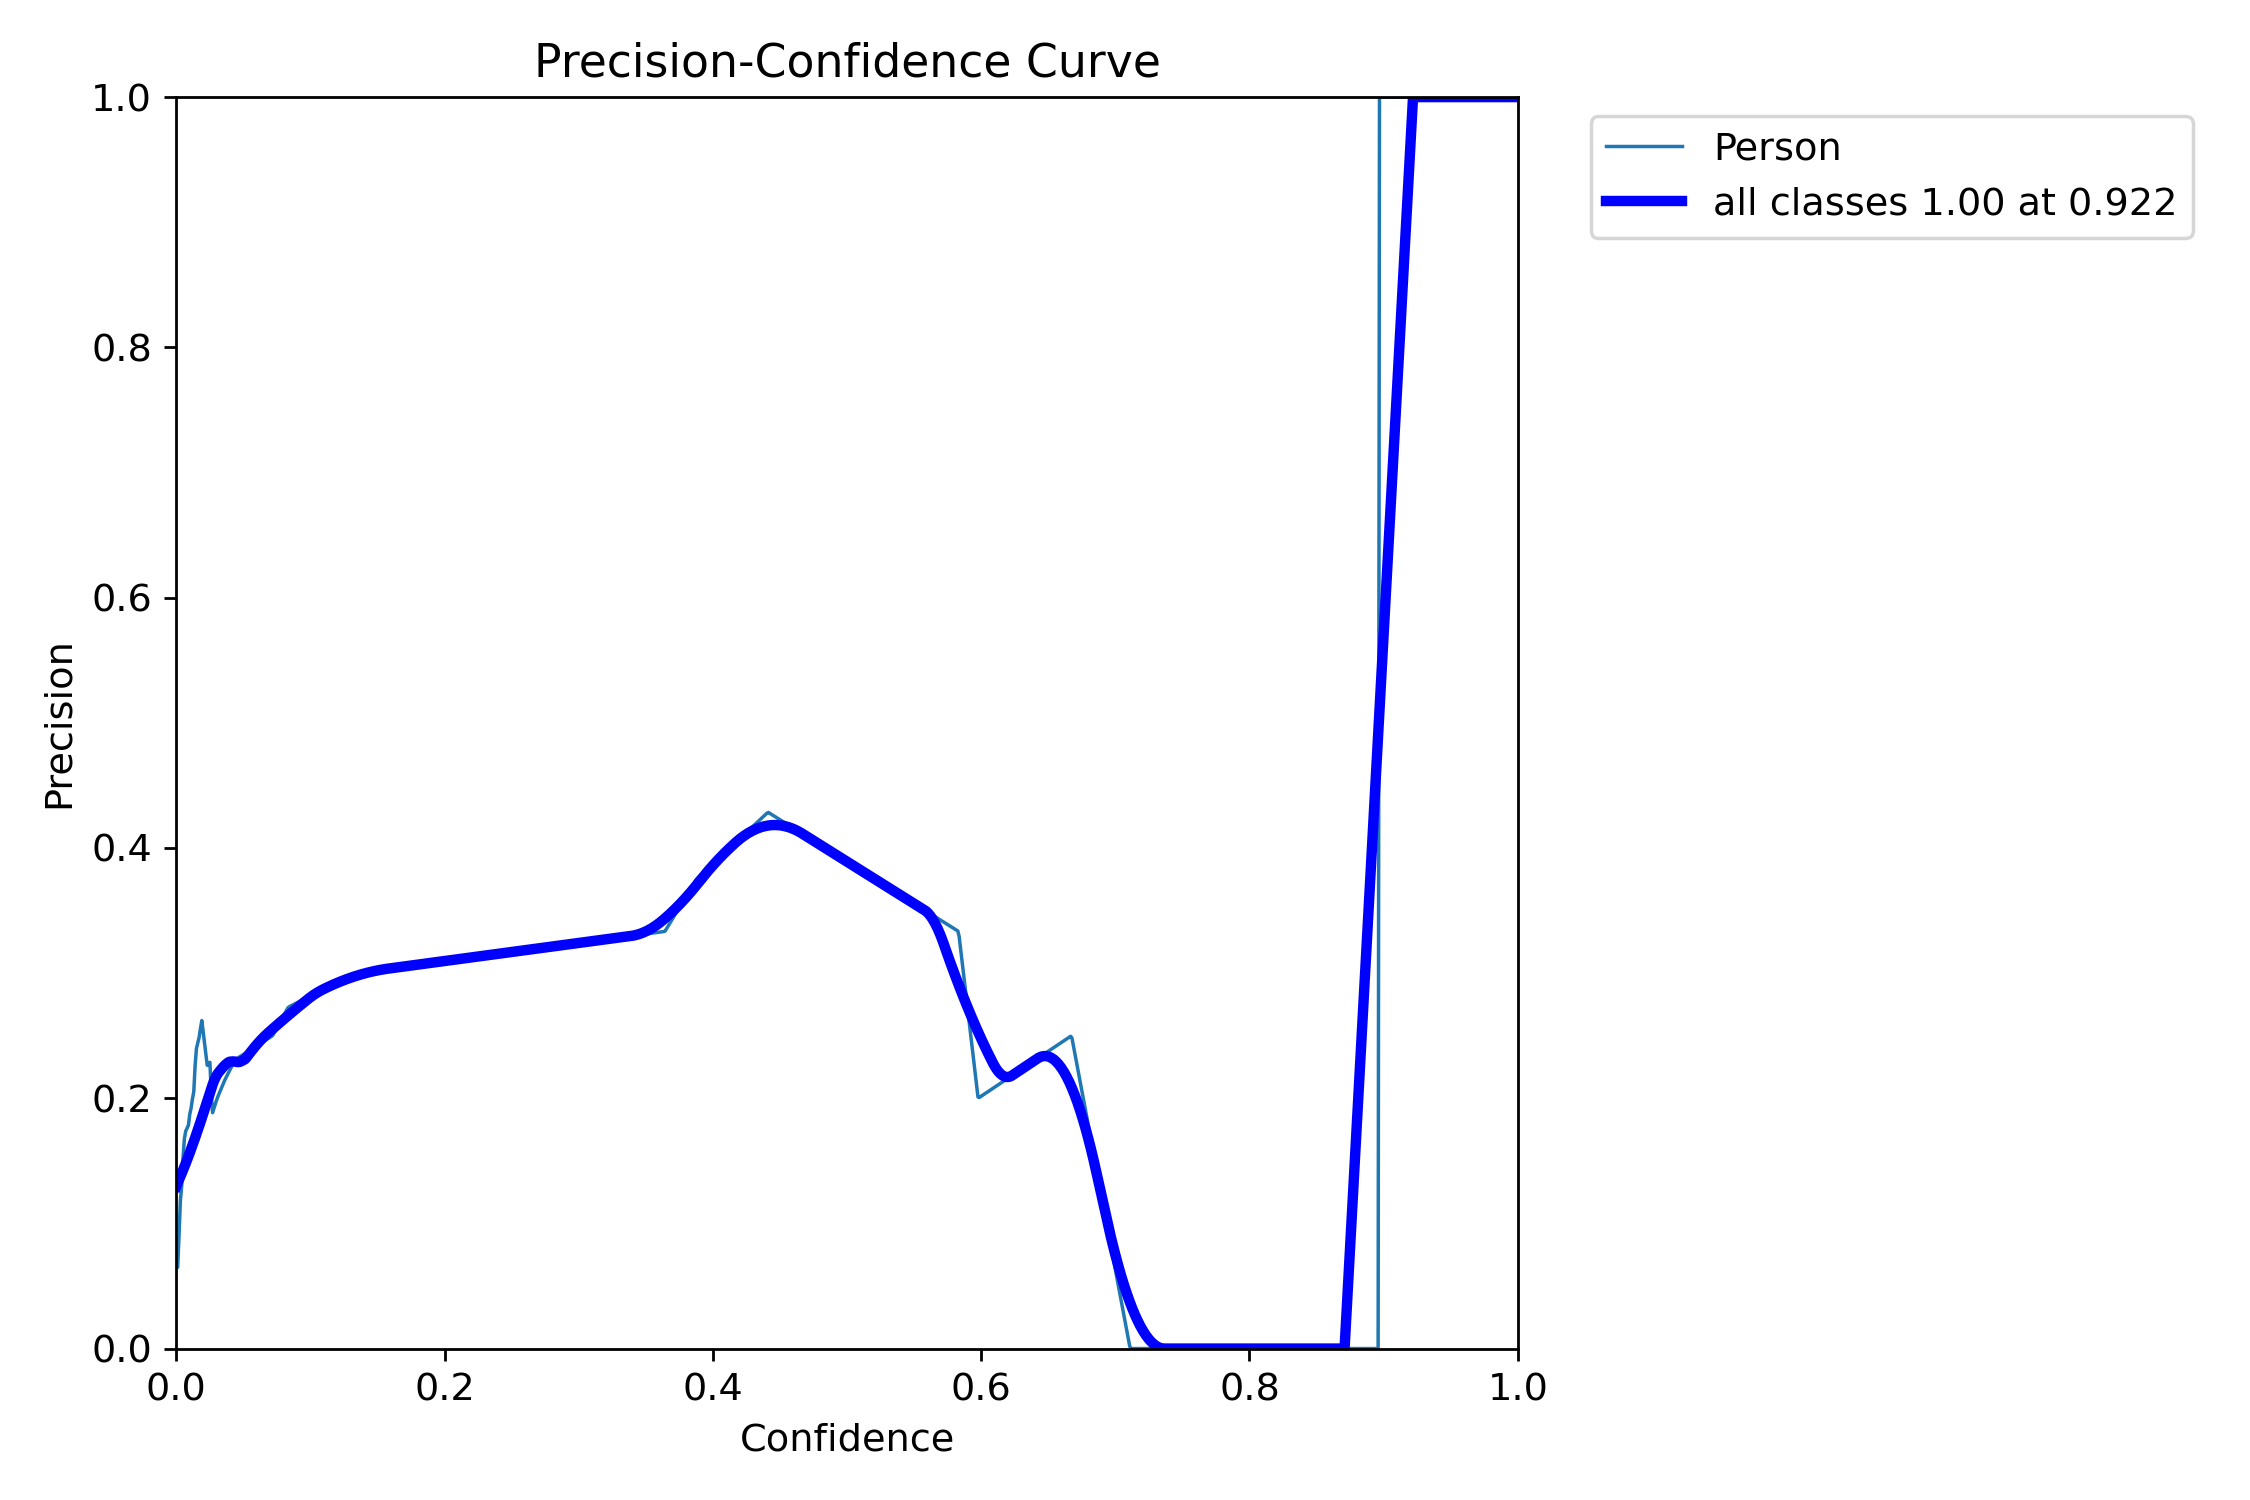 Precision-Confidence Curve
1.0
0.8
0.6
0.4
0.2
0.0
Precision
0.0 0.2 0.4 0.6 0.8 1.0
Confidence
Person
all classes 1.00 at 0.922